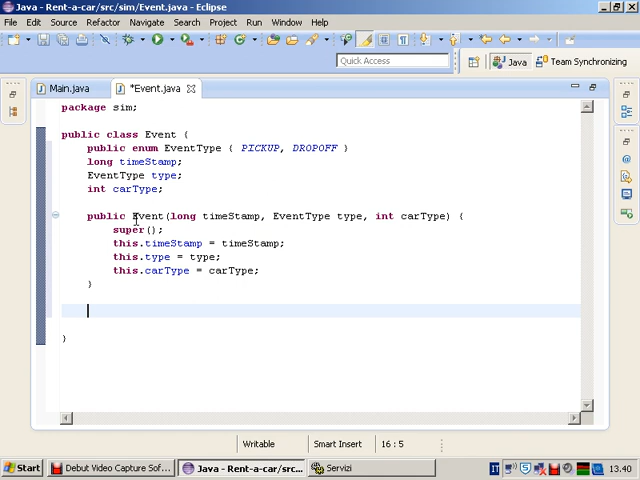 Java - Rent-a-car/src/sim/Event.java - Eclipse
File Edit Source Refactor Navigate Search Project Run Window Help
Quick Access
Java
Team Synchronizing
Main.java
*Event.java
package sim;
public class Event {
public enum EventType { PICKUP, DROPOFF }
long timeStamp;
EventType type;
int carType;
public Event(long timeStamp, EventType type, int carType) {
super();
this.timeStamp = timeStamp;
this.type = type;
this.carType = carType;
}
}
Writable
Smart Insert
16 : 5
Start
Debut Video Capture Sof...
Java - Rent-a-car/src...
Servizi
IT
13.40